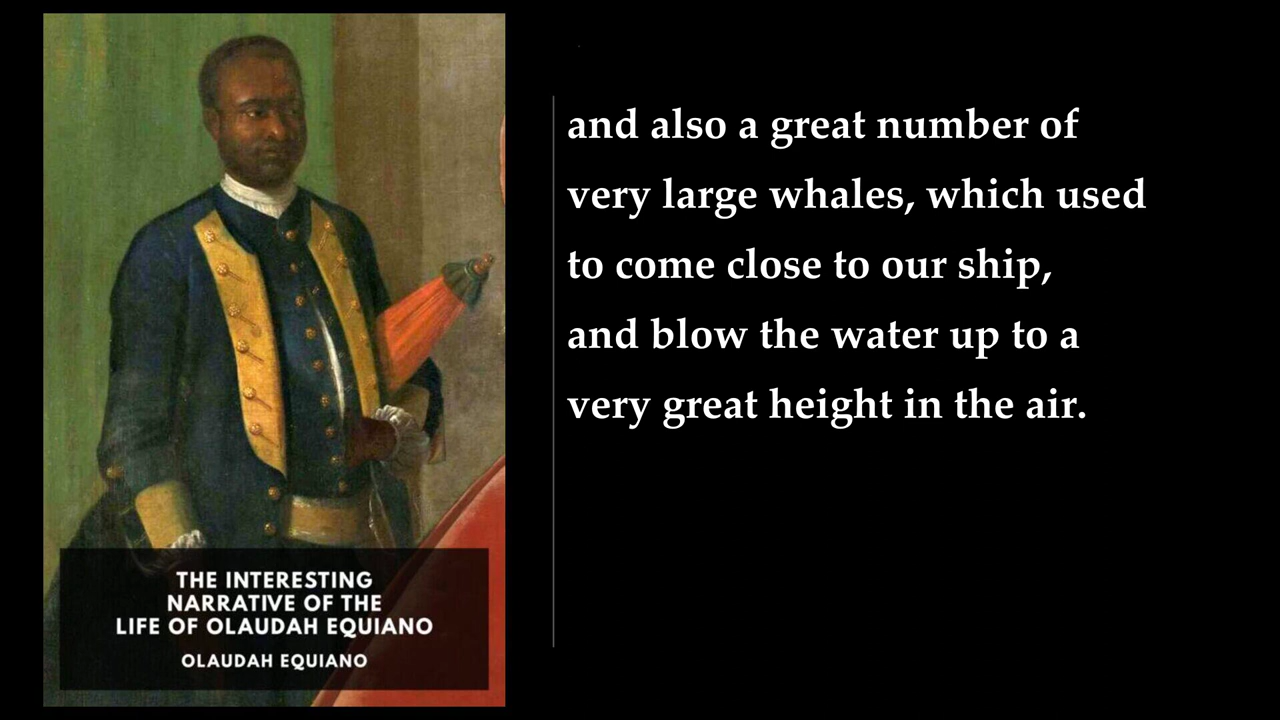 THE INTERESTING
NARRATIVE OF THE
LIFE OF OLAUDAH EQUIANO
OLAUDAH EQUIANO
and also a great number of
very large whales, which used
to come close to our ship,
and blow the water up to a
very great height in the air.